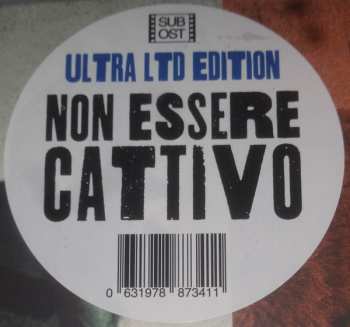 SUB
OST
ULTRA LTD EDITION
NON ESSERE
CATTIVO
0 631978 873411